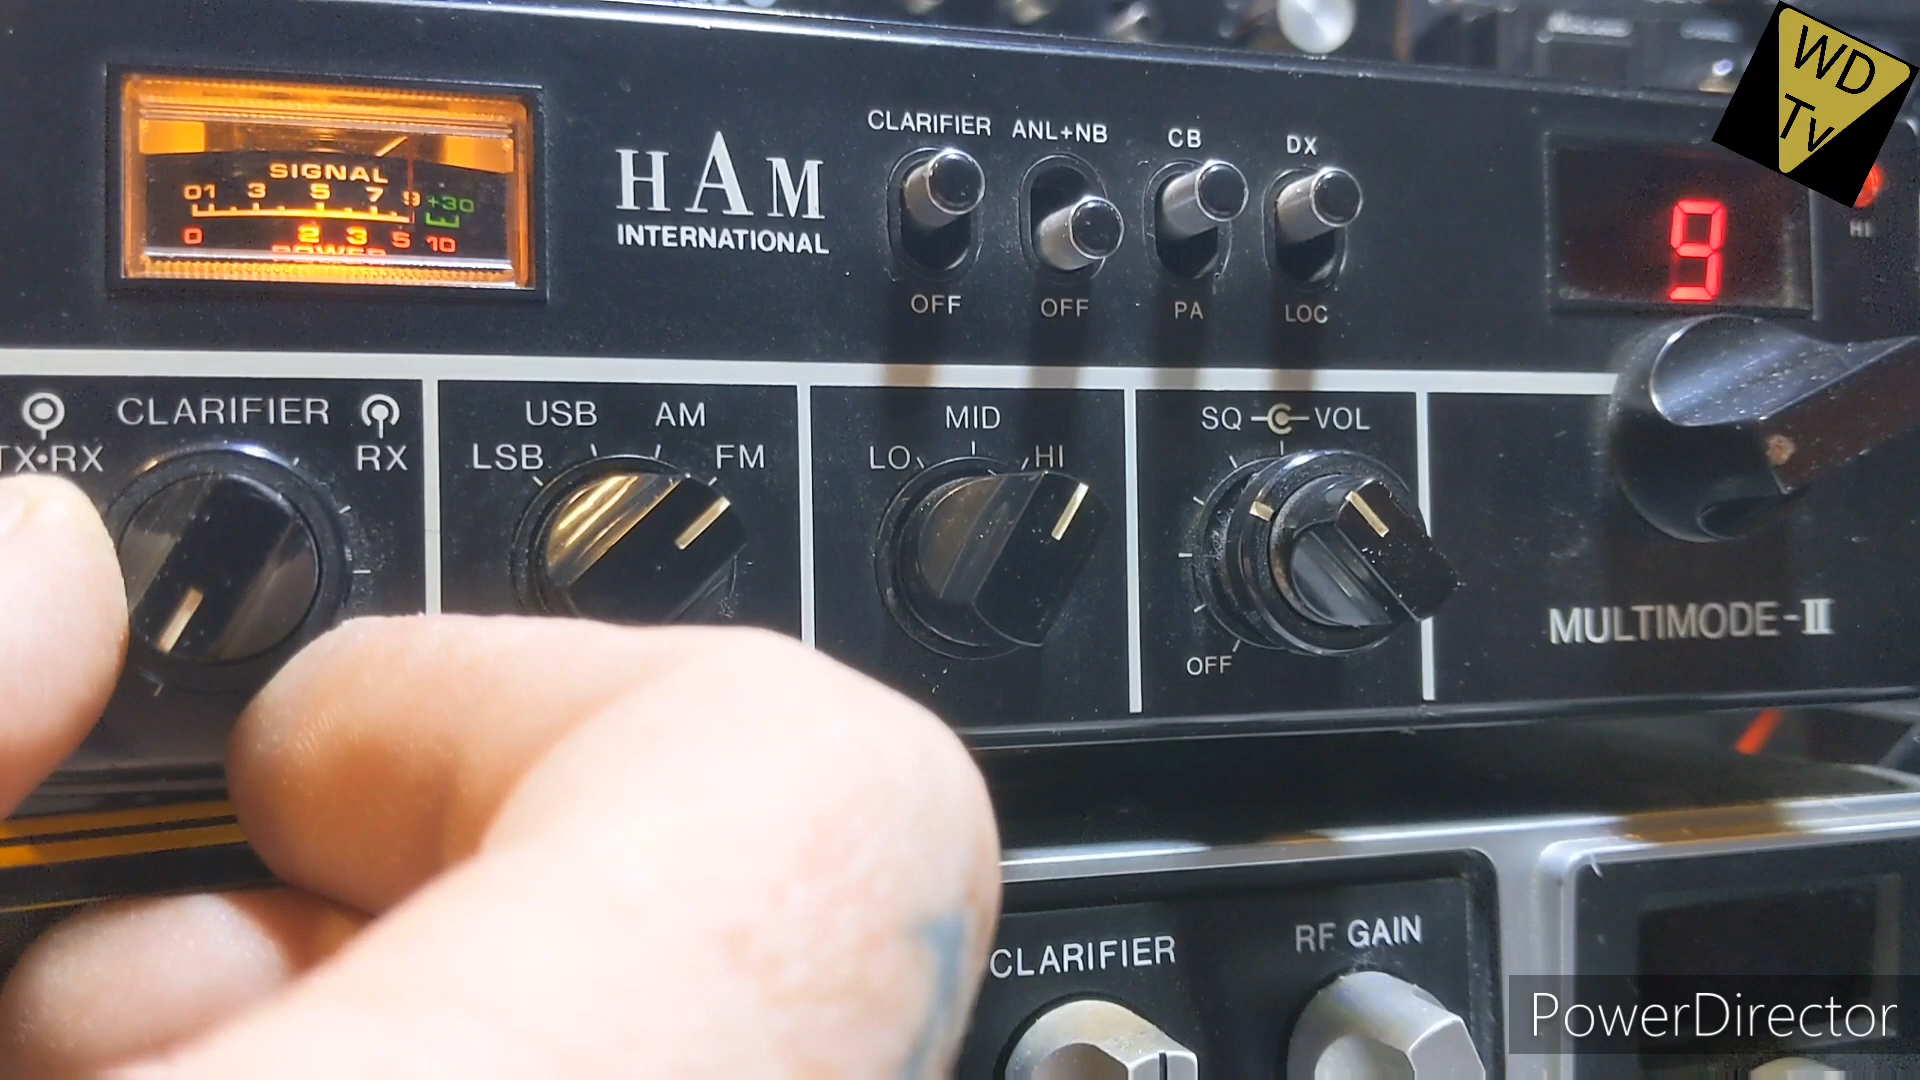 WD
Tv
SIGNAL
01 3 5 7 9 +30
0 2 3 5 10
POWER
HAM
INTERNATIONAL
CLARIFIER ANL+NB CB DX
OFF OFF PA LOC
9
HI
TX•RX CLARIFIER RX
LSB USB AM FM
LO MID HI
SQ VOL
OFF
MULTIMODE-II
CLARIFIER RF GAIN
PowerDirector